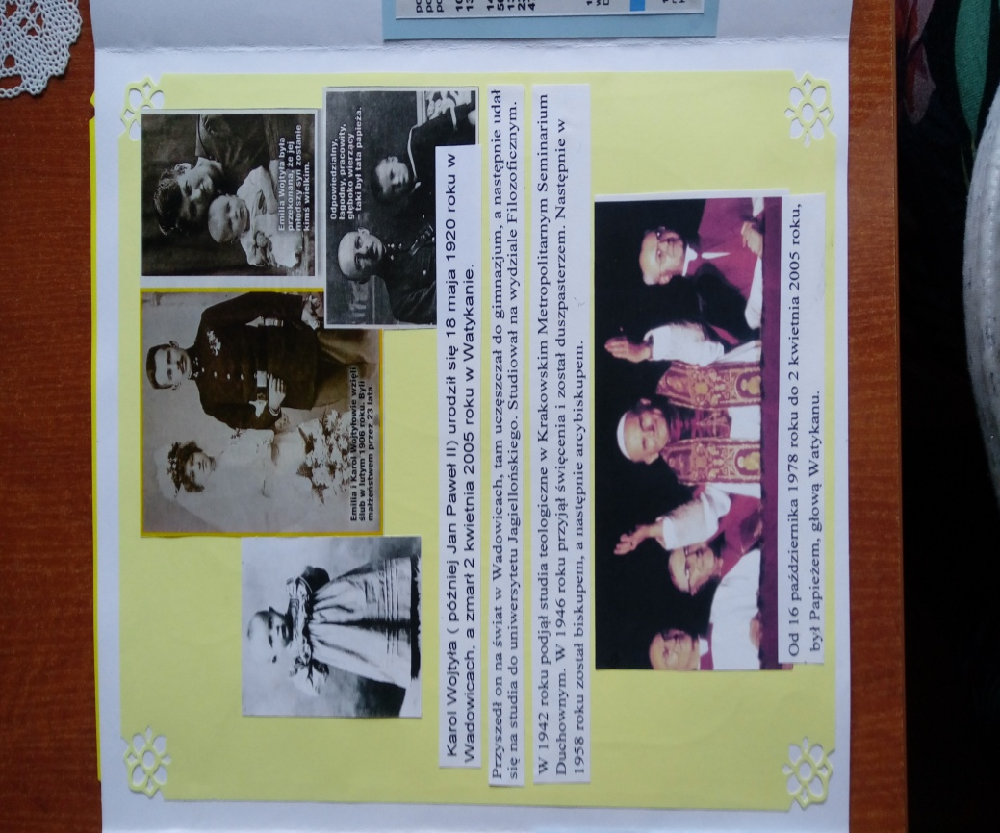 Emilia i Karol Wojtyłowie wzięli
ślub w lutym 1906 roku. Byli
małżeństwem przez 23 lata.
Emilia Wojtyła była
przekonana, że jej
młodszy syn zostanie
kimś wielkim.
Odpowiedzialny,
łagodny, pracowity,
głęboko wierzący
- taki był tata papieża.
Karol Wojtyła ( później Jan Paweł II) urodził się 18 maja 1920 roku w
Wadowicach, a zmarł 2 kwietnia 2005 roku w Watykanie.
Przyszedł on na świat w Wadowicach, tam uczęszczał do gimnazjum, a następnie udał
się na studia do uniwersytetu Jagiellońskiego. Studiował na wydziale Filozoficznym.
W 1942 roku podjął studia teologiczne w Krakowskim Metropolitarnym Seminarium
Duchownym. W 1946 roku przyjął święcenia i został duszpasterzem. Następnie w
1958 roku został biskupem, a następnie arcybiskupem.
Od 16 października 1978 roku do 2 kwietnia 2005 roku,
był Papieżem, głową Watykanu.